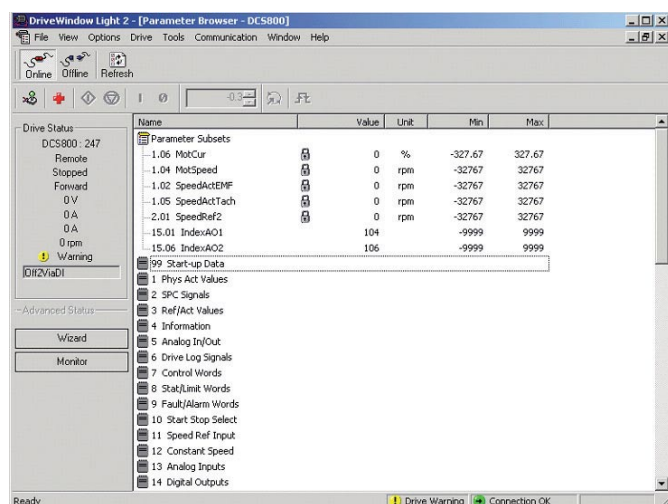 DriveWindow Light 2 - [Parameter Browser - DCS800]
File View Options Drive Tools Communication Window Help
Online Offline Refresh
-0.3
Drive Status
DCS800 : 247
Remote
Stopped
Forward
0 V
0 A
0 A
0 rpm
Warning
Off2ViaDI
Advanced Status
Wizard
Monitor
Name Value Unit Min Max
Parameter Subsets
1.06 MotCur 0 % -327.67 327.67
1.04 MotSpeed 0 rpm -32767 32767
1.02 SpeedActEMF 0 rpm -32767 32767
1.05 SpeedActTach 0 rpm -32767 32767
2.01 SpeedRef2 0 rpm -32767 32767
15.01 IndexAO1 104 -9999 9999
15.06 IndexAO2 106 -9999 9999
99 Start-up Data
1 Phys Act Values
2 SPC Signals
3 Ref/Act Values
4 Information
5 Analog In/Out
6 Drive Log Signals
7 Control Words
8 Stat/Limit Words
9 Fault/Alarm Words
10 Start Stop Select
11 Speed Ref Input
12 Constant Speed
13 Analog Inputs
14 Digital Outputs
Ready Drive Warning Connection OK